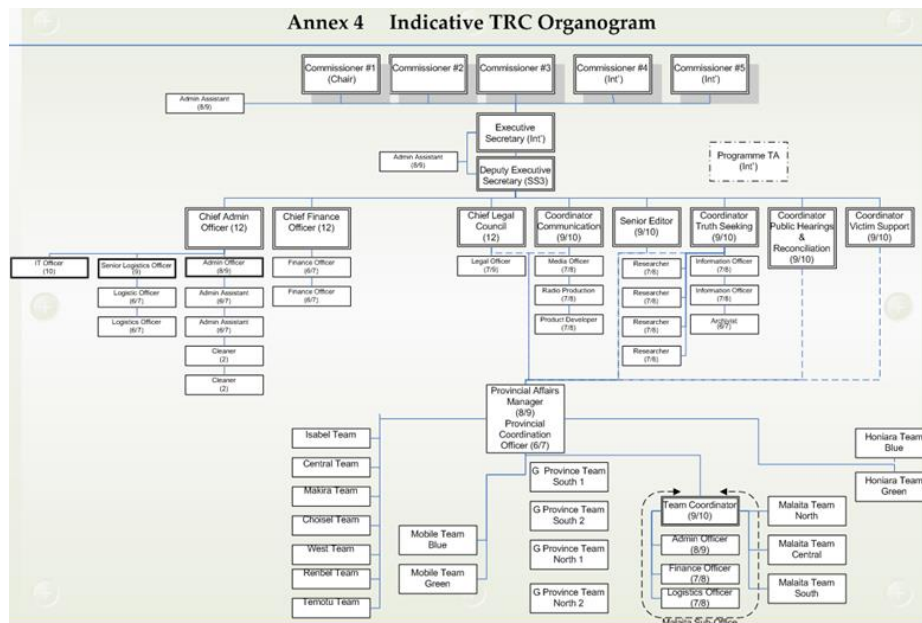 Annex 4 Indicative TRC Organogram
Commissioner #1
(Chair)
Commissioner #2
Commissioner #3
Commissioner #4
(Int')
Commissioner #5
(Int')
Admin Assistant
(8/9)
Executive
Secretary (Int')
Admin Assistant
Deputy Executive
Secretary (SS3)
Programme TA
(Int')
Chief Admin
Officer (12)
Chief Finance
Officer (12)
Chief Legal
Council
(12)
Coordinator
Communication
(9/10)
Senior Editor
(9/10)
Coordinator
Truth Seeking
(9/10)
Coordinator
Public Hearings
&
Reconciliation
(9/10)
Coordinator
Victim Support
(9/10)
IT Officer
(10)
Senior Logistics Officer
(9)
Admin Officer
(8/9)
Finance Officer
(6/7)
Legal Officer
(7/9)
Media Officer
(7/8)
Researcher
(7/8)
Information Officer
(7/8)
Logistic Officer
(6/7)
Admin Assistant
(6/7)
Finance Officer
(6/7)
Radio Production
(7/8)
Researcher
(7/8)
Information Officer
(7/8)
Logistics Officer
(6/7)
Admin Assistant
(6/7)
Product Developer
(7/8)
Researcher
(7/8)
Archivist
(6/7)
Cleaner
(2)
Researcher
(7/8)
Cleaner
(2)
Provincial Affairs
Manager
(8/9)
Provincial
Coordination
Officer (6/7)
Isabel Team
Central Team
Makira Team
Choisel Team
West Team
Renbel Team
Temotu Team
Mobile Team
Blue
Mobile Team
Green
G Province Team
South 1
G Province Team
South 2
G Province Team
North 1
G Province Team
North 2
Team Coordinator
(9/10)
Admin Officer
(8/9)
Finance Officer
(7/8)
Logistics Officer
(7/8)
Malaita Sub Office
Malaita Team
North
Malaita Team
Central
Malaita Team
South
Honiara Team
Blue
Honiara Team
Green